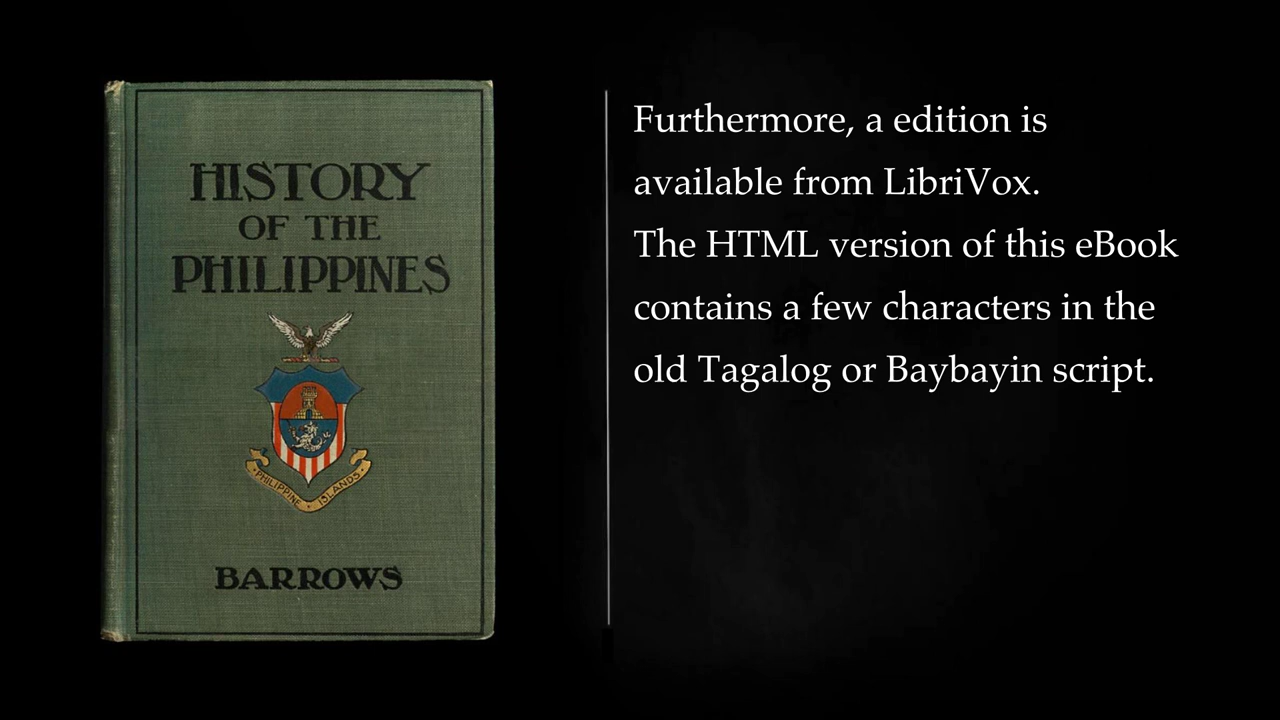 HISTORY
OF THE
PHILIPPINES
PHILIPPINE ISLANDS
BARROWS
Furthermore, a edition is
available from LibriVox.
The HTML version of this eBook
contains a few characters in the
old Tagalog or Baybayin script.